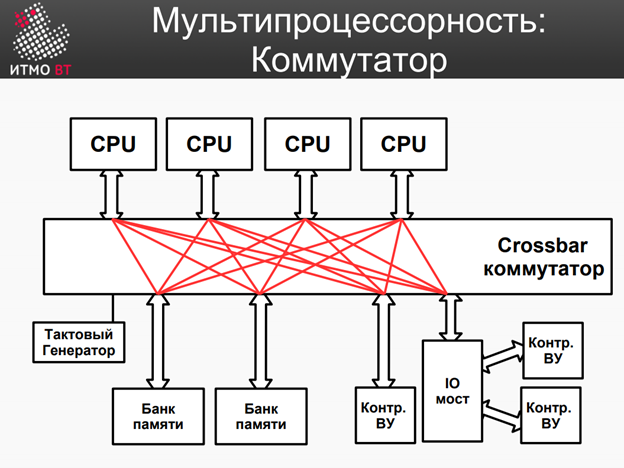 Мультипроцессорность:
Коммутатор
ИТМО ВТ
CPU CPU CPU CPU
Crossbar
коммутатор
Тактовый
Генератор
Банк
памяти
Банк
памяти
Контр.
ВУ
IO
мост
Контр.
ВУ
Контр.
ВУ